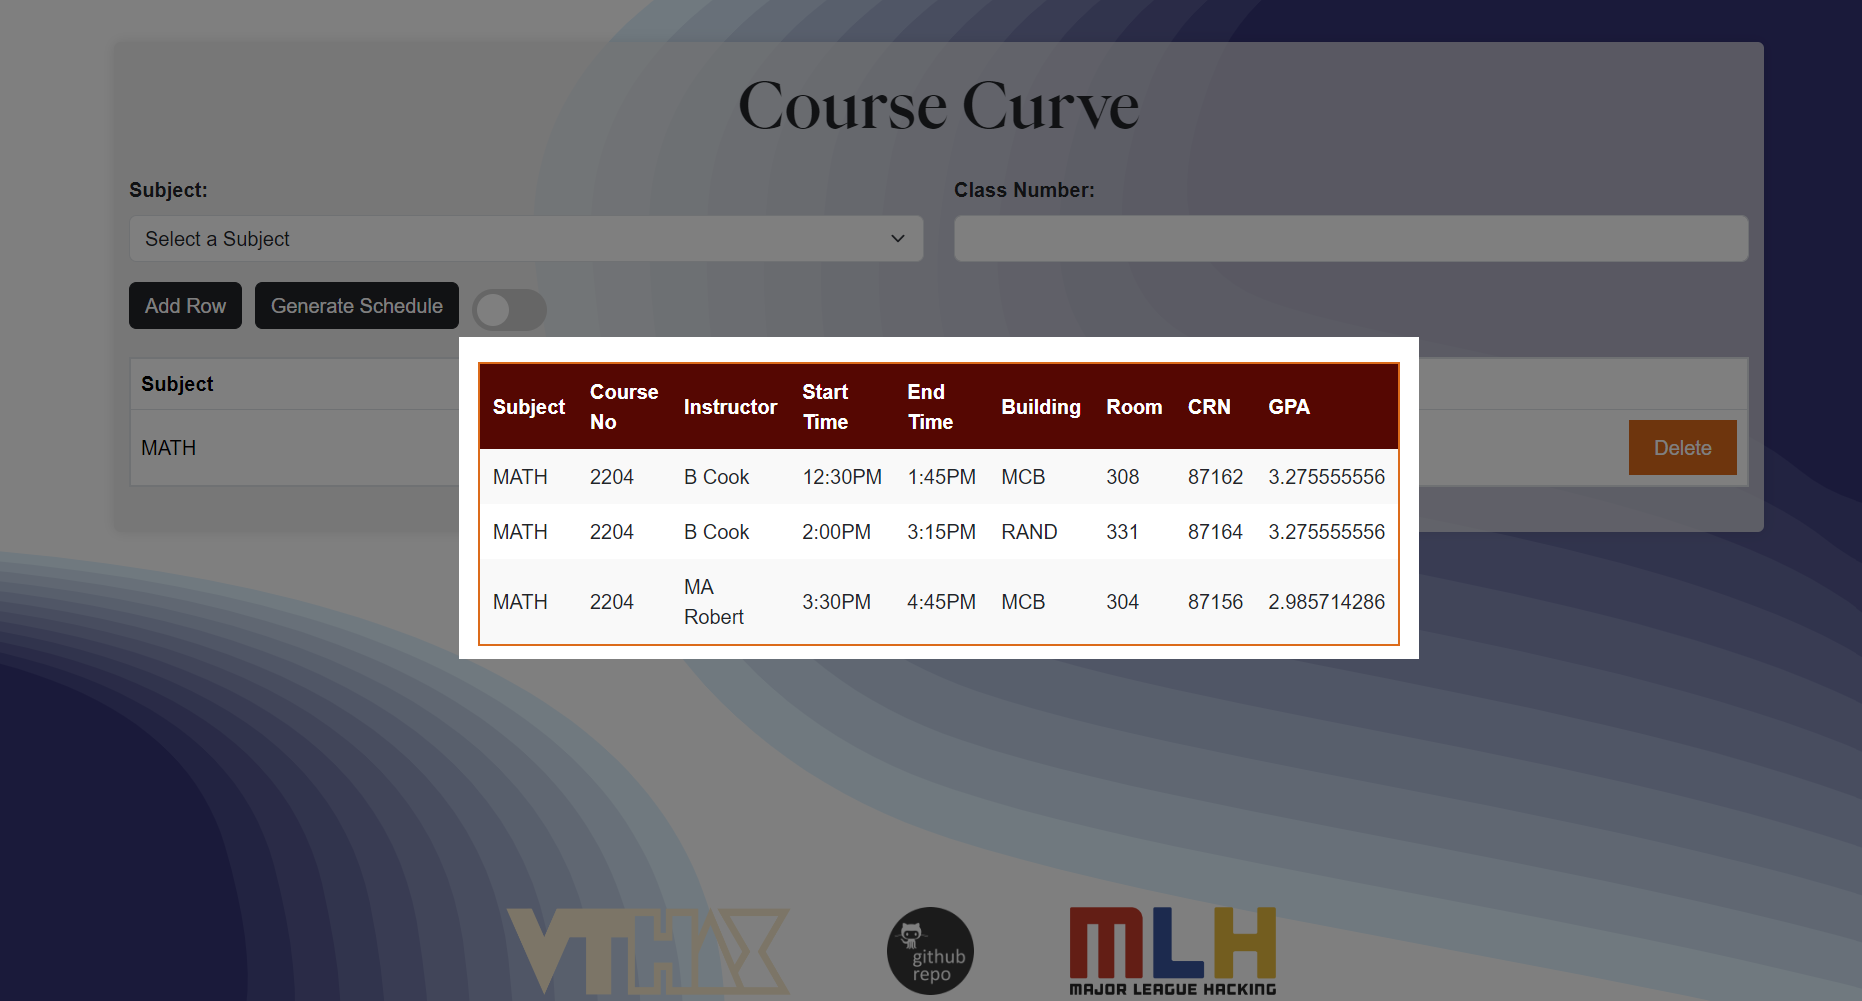 Course Curve
Subject: Class Number:
Select a Subject
Add Row Generate Schedule
Subject
MATH Delete
Subject Course No Instructor Start Time End Time Building Room CRN GPA
MATH 2204 B Cook 12:30PM 1:45PM MCB 308 87162 3.275555556
MATH 2204 B Cook 2:00PM 3:15PM RAND 331 87164 3.275555556
MATH 2204 MA Robert 3:30PM 4:45PM MCB 304 87156 2.985714286
VTHAX
github
repo
MLH
MAJOR LEAGUE HACKING